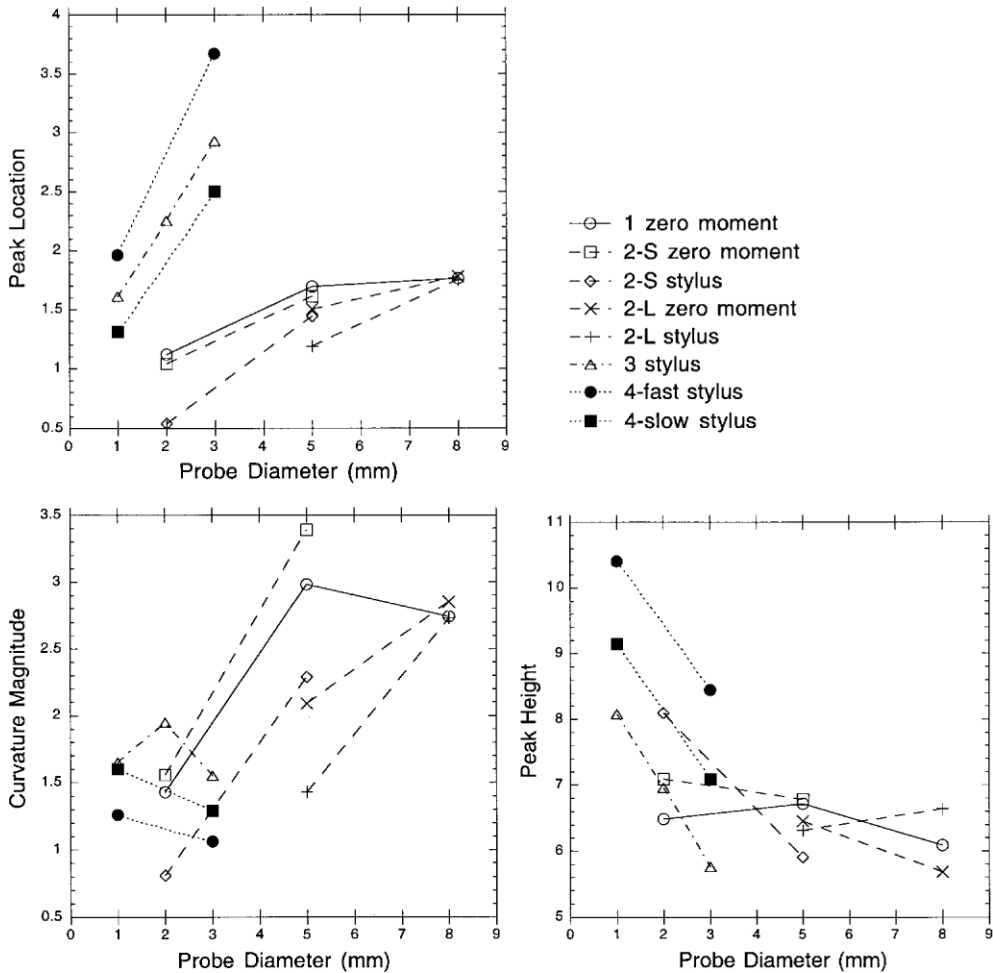 4
3.5
3
2.5
2
1.5
1
0.5
Peak Location
0 1 2 3 4 5 6 7 8 9
Probe Diameter (mm)
1 zero moment
2-S zero moment
2-S stylus
2-L zero moment
2-L stylus
3 stylus
4-fast stylus
4-slow stylus
3.5
3
2.5
2
1.5
1
0.5
Curvature Magnitude
0 1 2 3 4 5 6 7 8 9
Probe Diameter (mm)
11
10
9
8
7
6
5
Peak Height
0 1 2 3 4 5 6 7 8 9
Probe Diameter (mm)